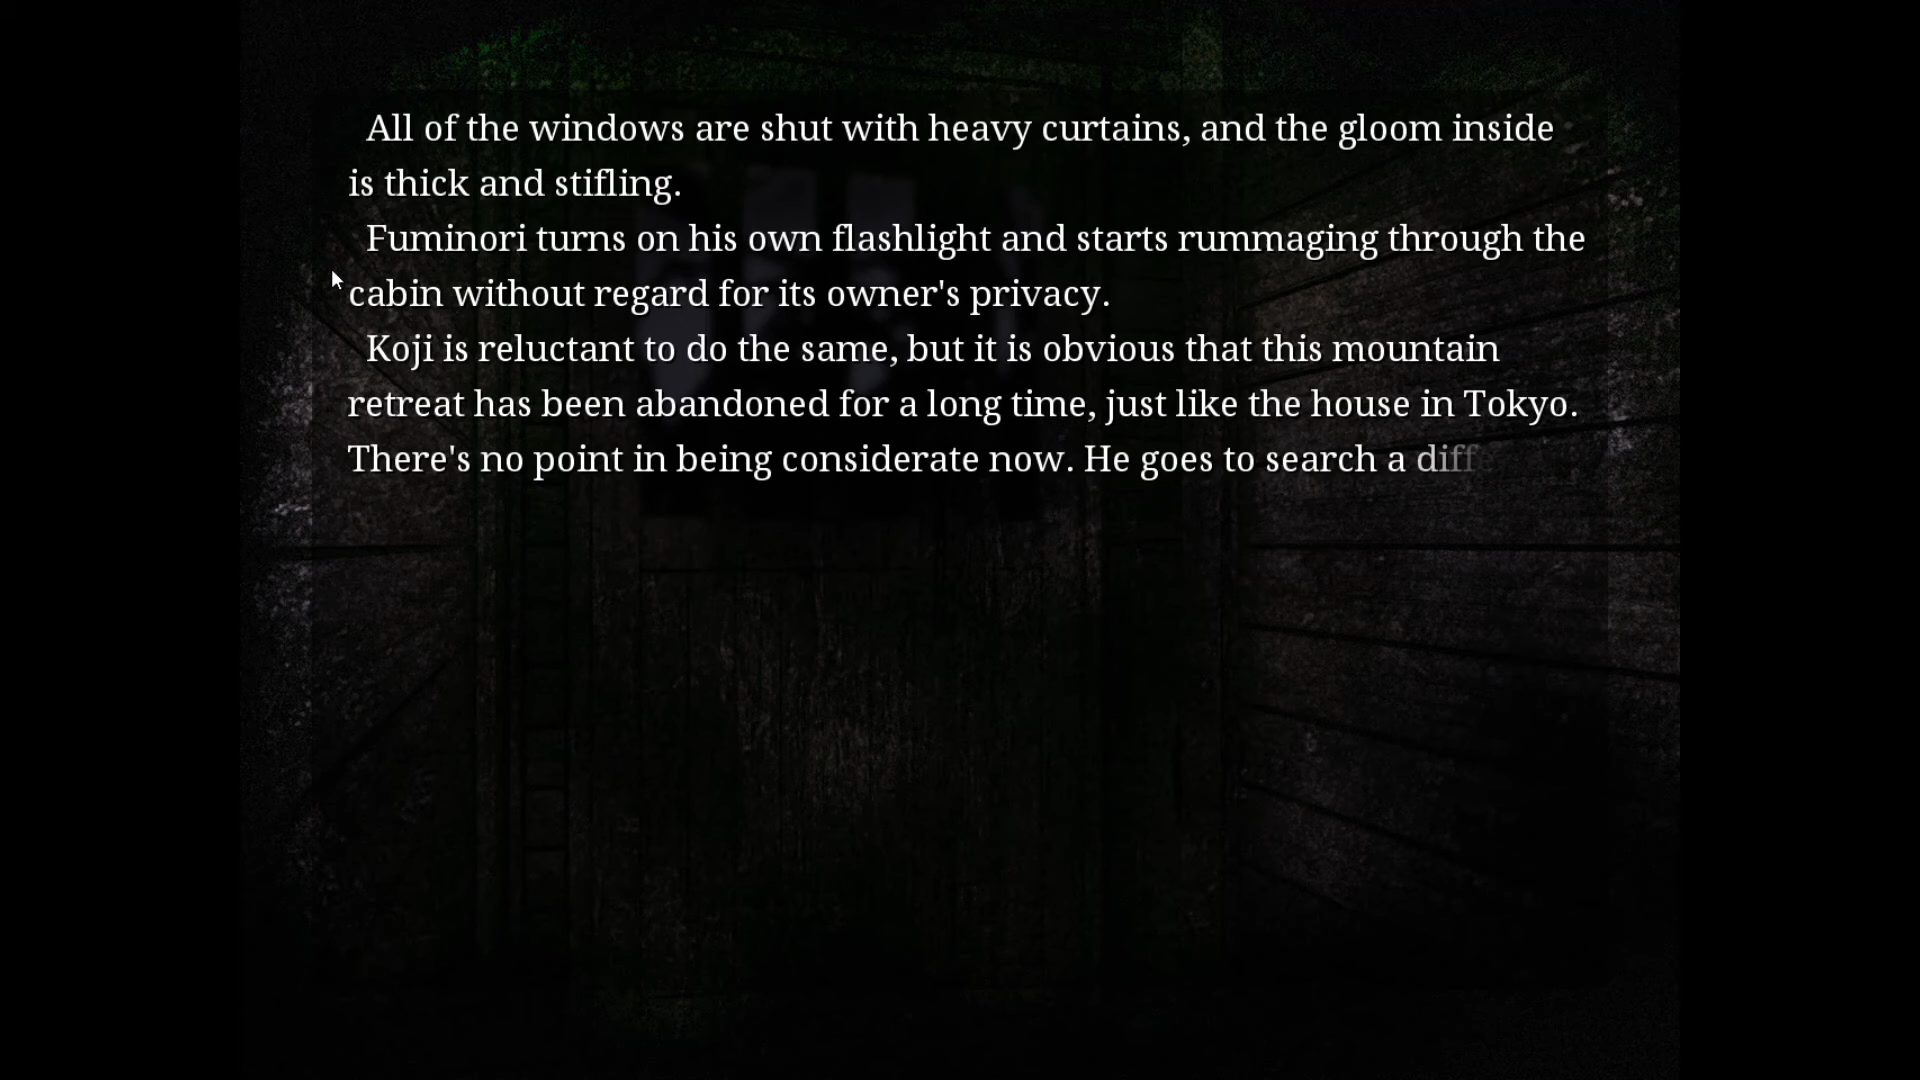 All of the windows are shut with heavy curtains, and the gloom inside
is thick and stifling.
Fuminori turns on his own flashlight and starts rummaging through the
cabin without regard for its owner's privacy.
Koji is reluctant to do the same, but it is obvious that this mountain
retreat has been abandoned for a long time, just like the house in Tokyo.
There's no point in being considerate now. He goes to search a diffe